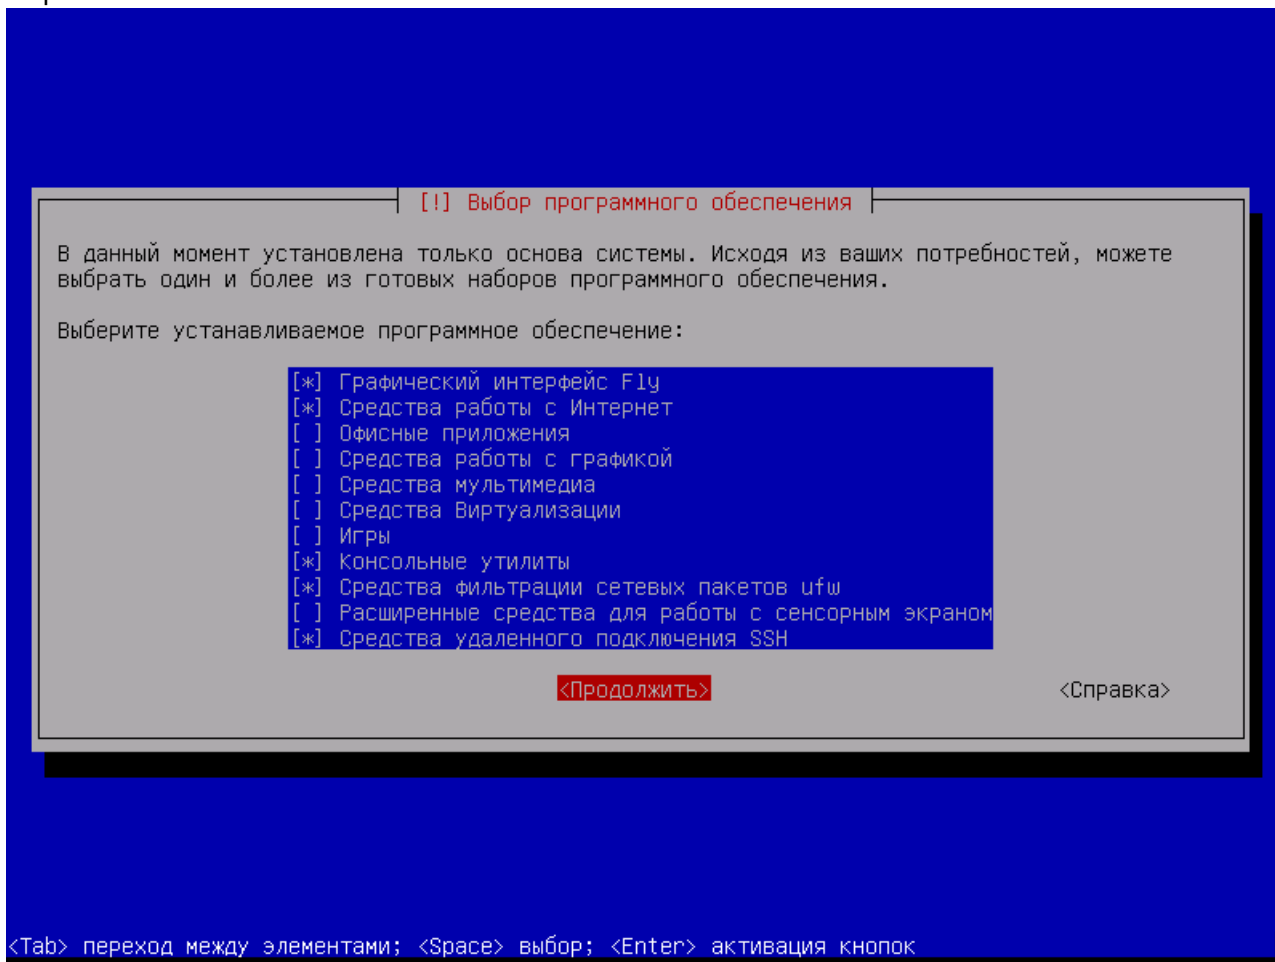 [!] Выбор программного обеспечения
В данный момент установлена только основа системы. Исходя из ваших потребностей, можете
выбрать один и более из готовых наборов программного обеспечения.
Выберите устанавливаемое программное обеспечение:
[*] Графический интерфейс Fly
[*] Средства работы с Интернет
[ ] Офисные приложения
[ ] Средства работы с графикой
[ ] Средства мультимедиа
[ ] Средства Виртуализации
[ ] Игры
[*] Консольные утилиты
[*] Средства фильтрации сетевых пакетов ufw
[ ] Расширенные средства для работы с сенсорным экраном
[*] Средства удаленного подключения SSH
<Продолжить> <Справка>
<Tab> переход между элементами; <Space> выбор; <Enter> активация кнопок